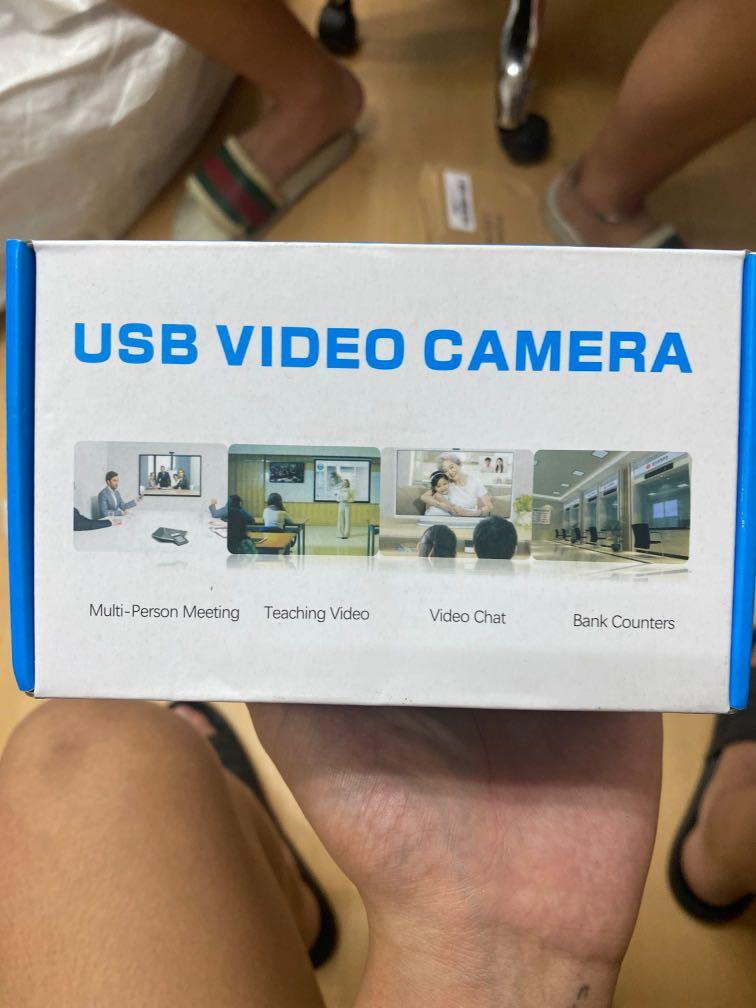 USB VIDEO CAMERA
Multi-Person Meeting
Teaching Video
Video Chat
Bank Counters